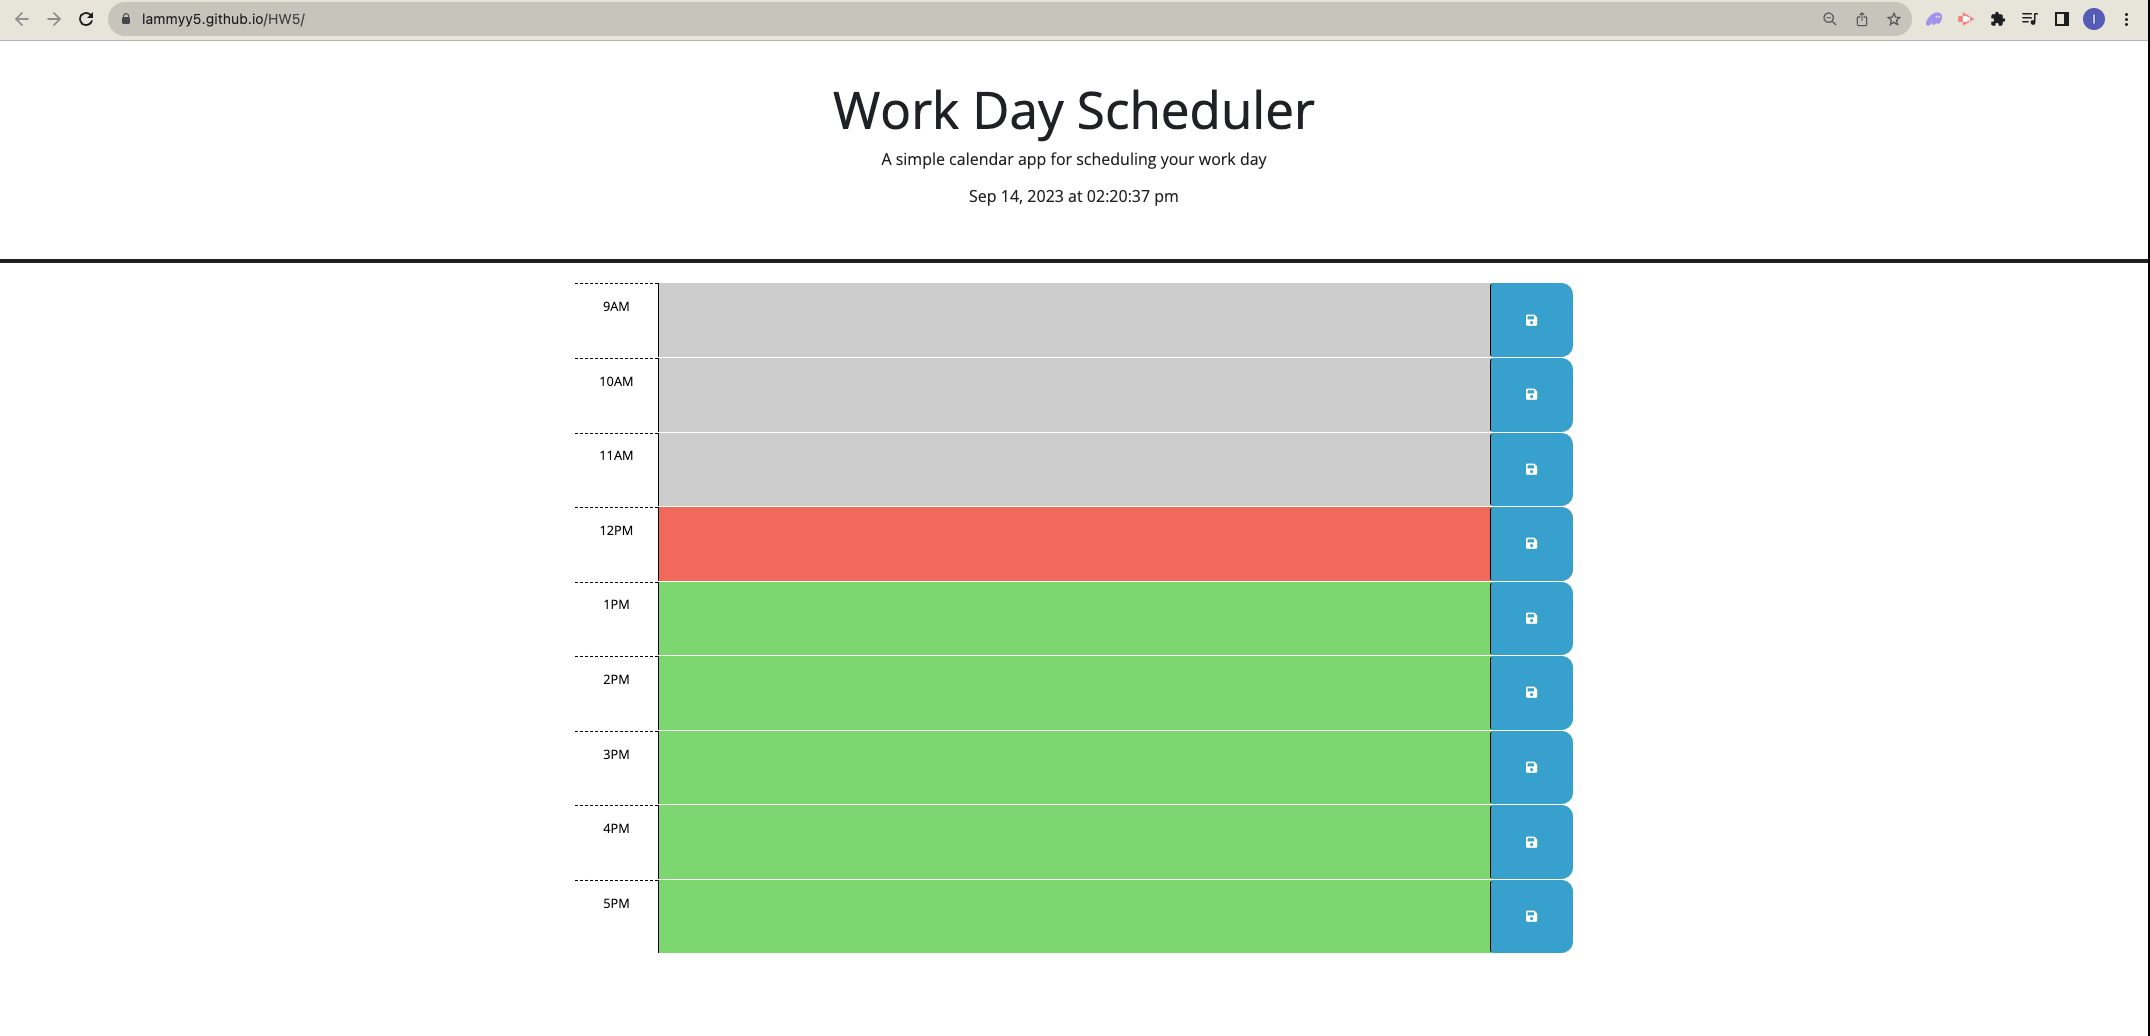 lammyy5.github.io/HW5/
I
Work Day Scheduler
A simple calendar app for scheduling your work day
Sep 14, 2023 at 02:20:37 pm
9AM
10AM
11AM
12PM
1PM
2PM
3PM
4PM
5PM